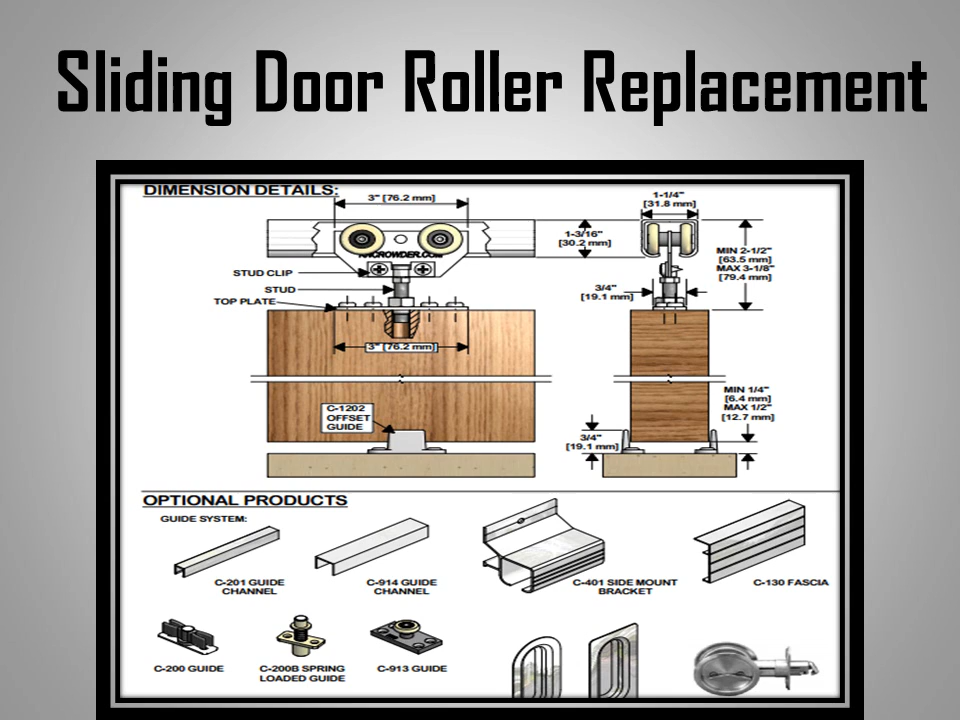 Sliding Door Roller Replacement
DIMENSION DETAILS:
3" [76.2 mm]
1-1/4"
[31.8 mm]
1-3/16"
[30.2 mm]
MIN 2-1/2"
[63.5 mm]
MAX 3-1/8"
[79.4 mm]
STUD CLIP
STUD
TOP PLATE
3/4"
[19.1 mm]
3" [76.2 mm]
C-1202
OFFSET
GUIDE
MIN 1/4"
[6.4 mm]
MAX 1/2"
[12.7 mm]
3/4"
[19.1 mm]
OPTIONAL PRODUCTS
GUIDE SYSTEM:
C-201 GUIDE
CHANNEL
C-914 GUIDE
CHANNEL
C-401 SIDE MOUNT
BRACKET
C-130 FASCIA
C-200 GUIDE
C-200B SPRING
LOADED GUIDE
C-913 GUIDE